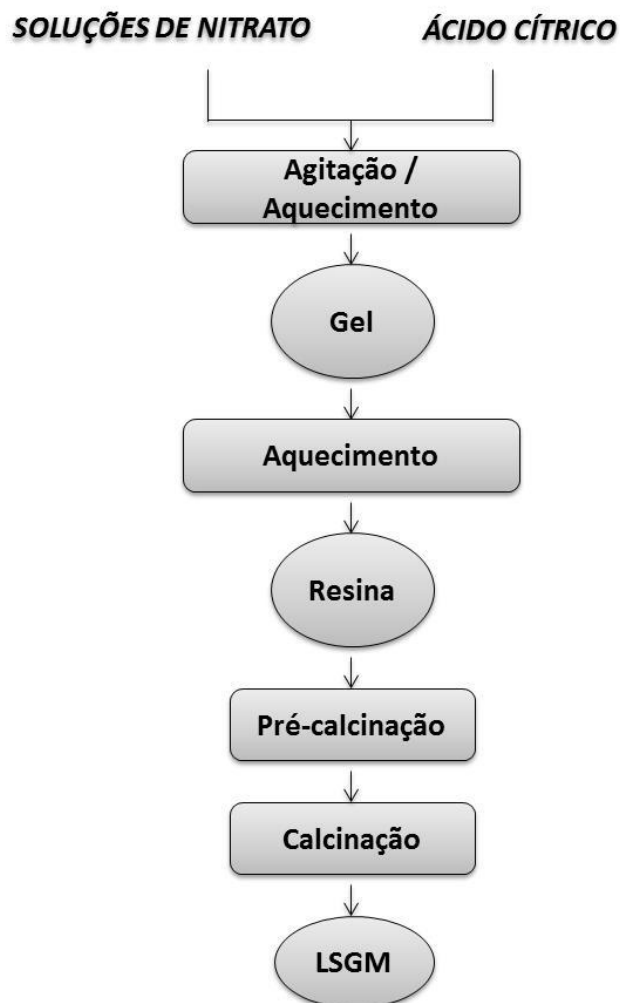 SOLUÇÕES DE NITRATO
ÁCIDO CÍTRICO
Agitação /
Aquecimento
Gel
Aquecimento
Resina
Pré-calcinação
Calcinação
LSGM